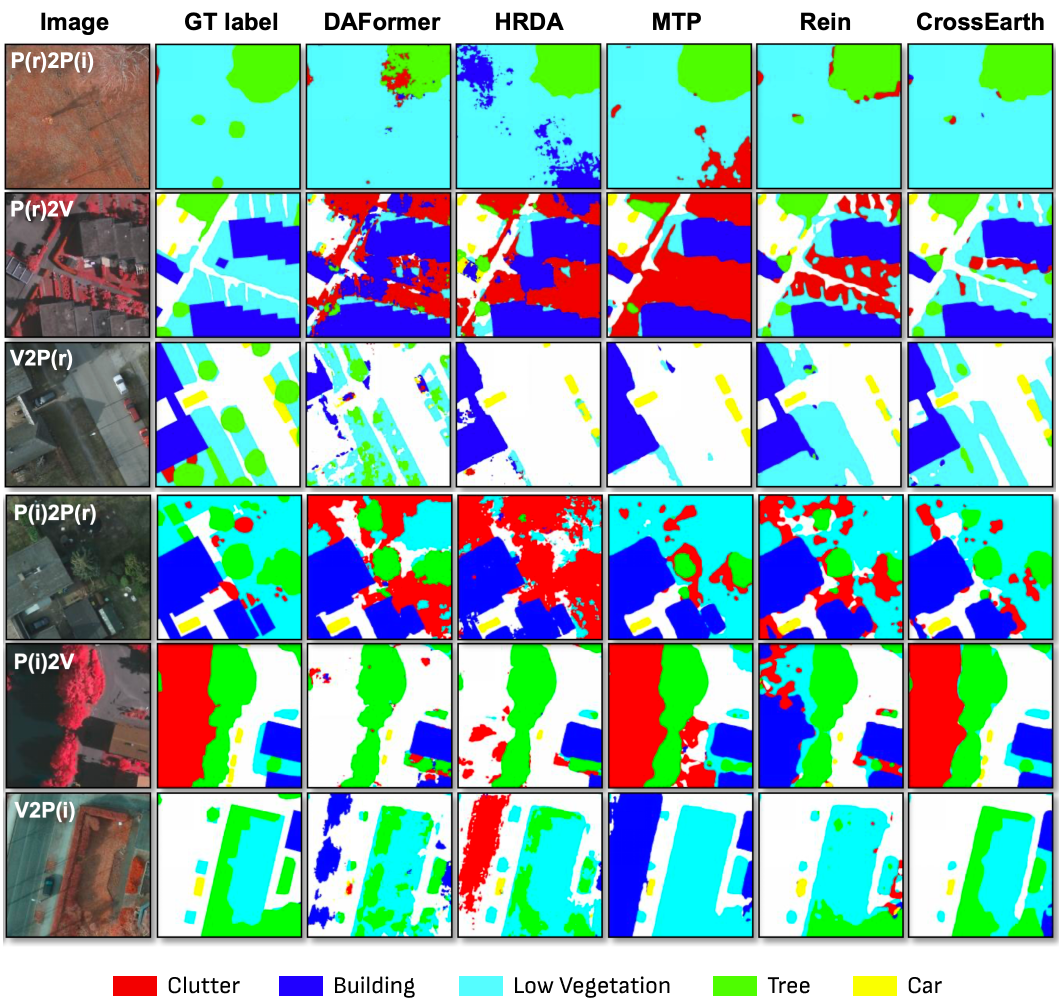 Image GT label DAFormer HRDA MTP Rein CrossEarth
P(r)2P(i)
P(r)2V
V2P(r)
P(i)2P(r)
P(i)2V
V2P(i)
Clutter Building Low Vegetation Tree Car